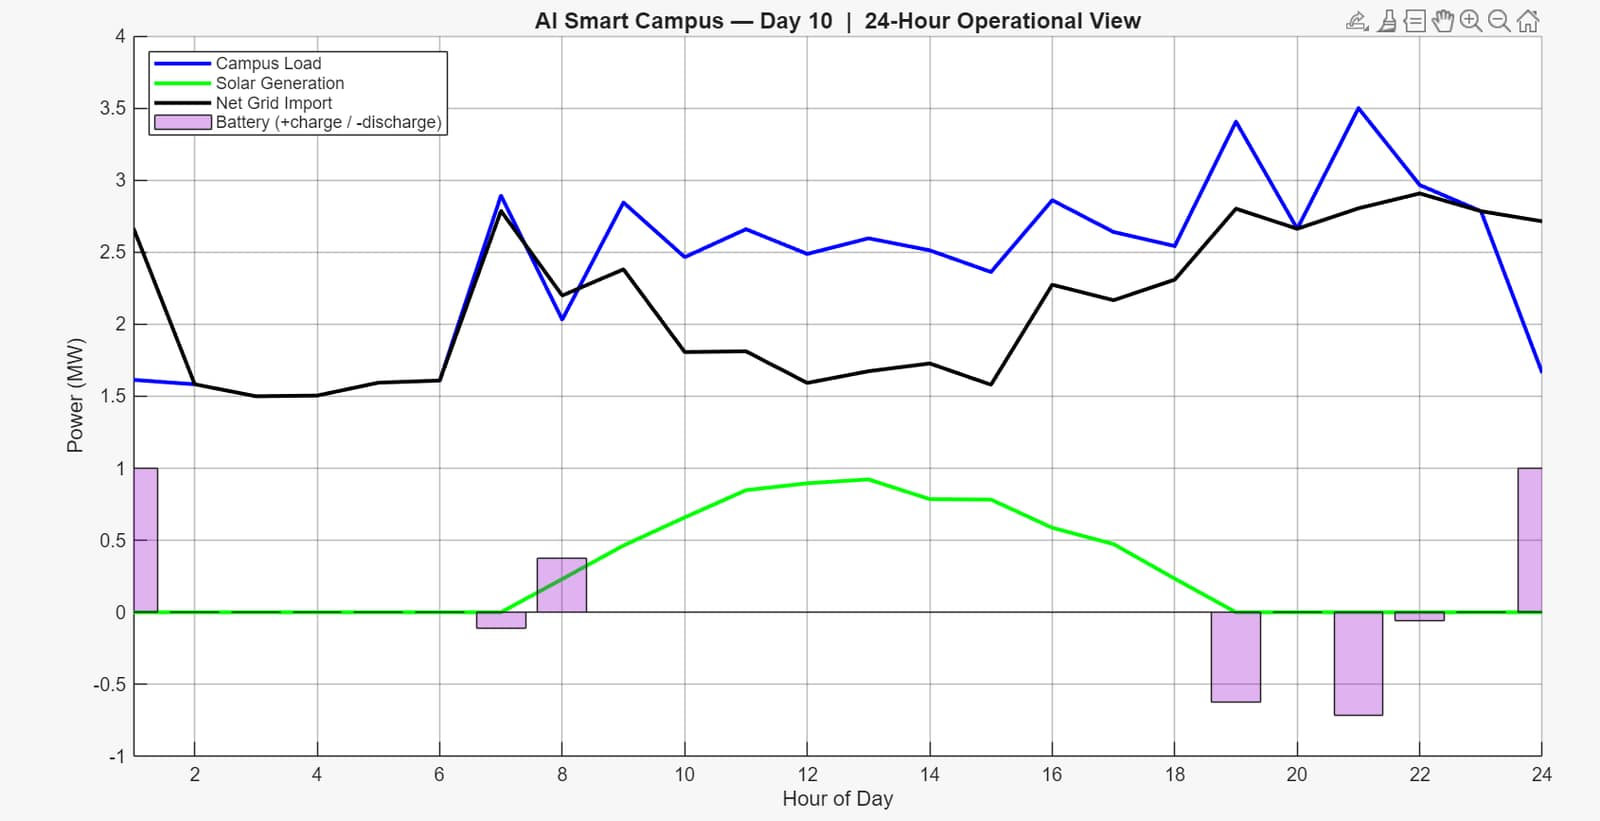 AI Smart Campus — Day 10 | 24-Hour Operational View
Campus Load
Solar Generation
Net Grid Import
Battery (+charge / -discharge)
Power (MW)
4
3.5
3
2.5
2
1.5
1
0.5
0
-0.5
-1
2 4 6 8 10 12 14 16 18 20 22 24
Hour of Day